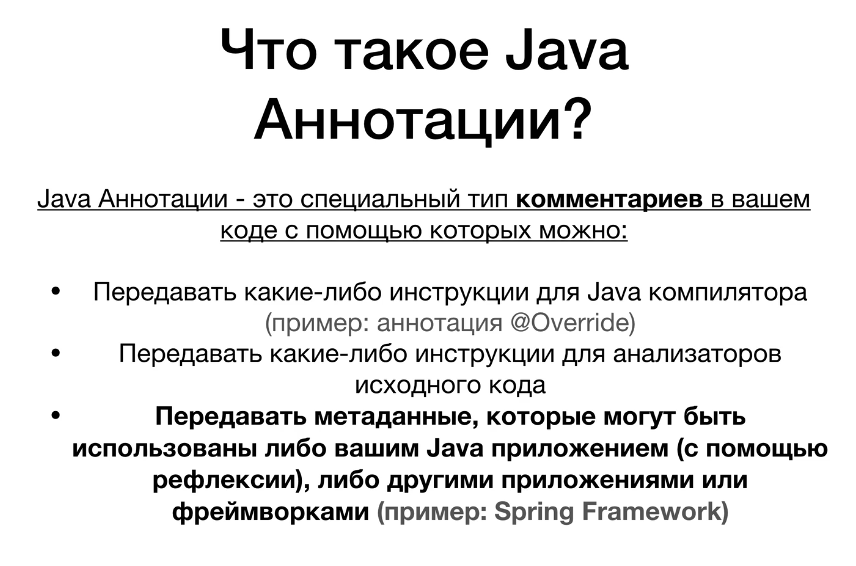 Что такое Java
Аннотации?
Java Аннотации - это специальный тип комментариев в вашем
коде с помощью которых можно:
• Передавать какие-либо инструкции для Java компилятора
(пример: аннотация @Override)
• Передавать какие-либо инструкции для анализаторов
исходного кода
• Передавать метаданные, которые могут быть
использованы либо вашим Java приложением (с помощью
рефлексии), либо другими приложениями или
фреймворками (пример: Spring Framework)